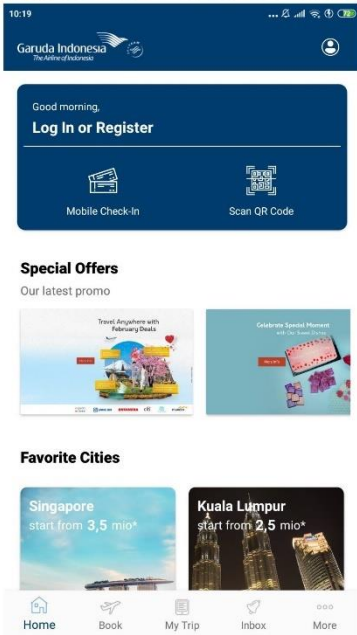 10:19
Garuda Indonesia
The Airline of Indonesia
Good morning,
Log In or Register
Mobile Check-In
Scan QR Code
Special Offers
Our latest promo
Travel Anywhere with
February Deals
Celebrate Special Moment
Favorite Cities
Singapore
start from 3,5 mio*
Kuala Lumpur
start from 2,5 mio*
Home
Book
My Trip
Inbox
More